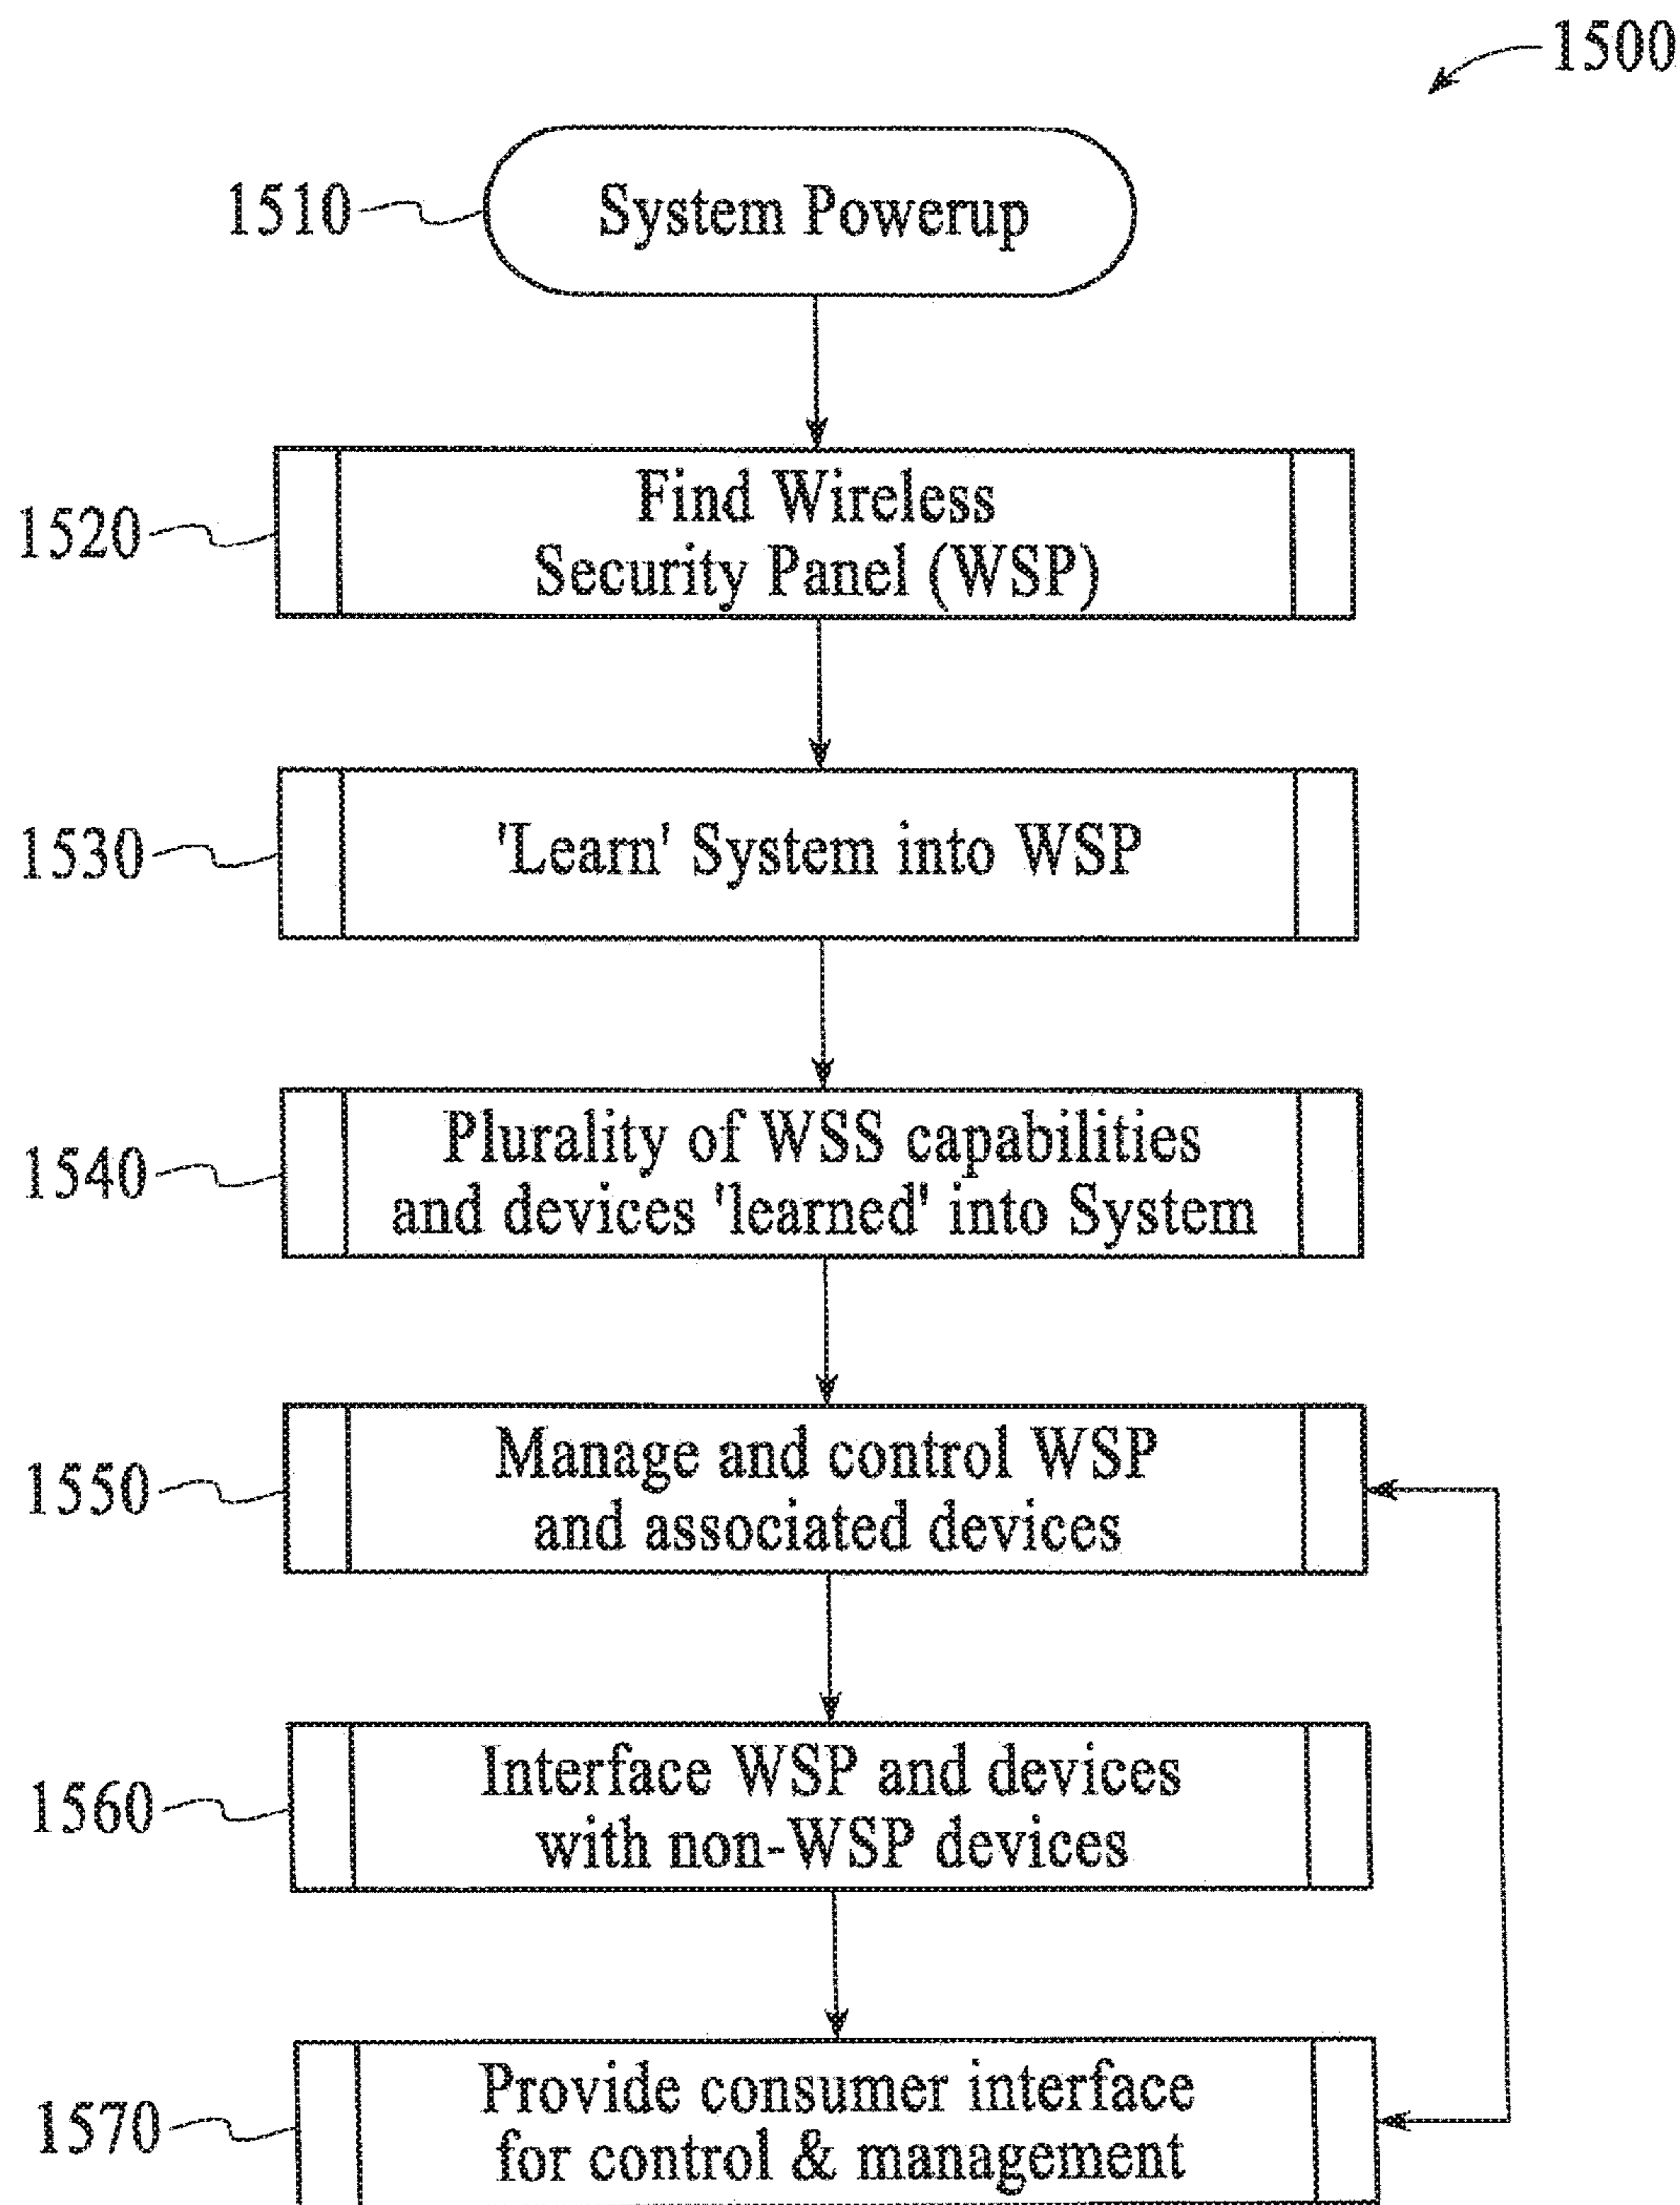 1500
1510
System Powerup
1520
Find Wireless
Security Panel (WSP)
1530
'Learn' System into WSP
1540
Plurality of WSS capabilities
and devices 'learned' into System
1550
Manage and control WSP
and associated devices
1560
Interface WSP and devices
with non-WSP devices
1570
Provide consumer interface
for control & management